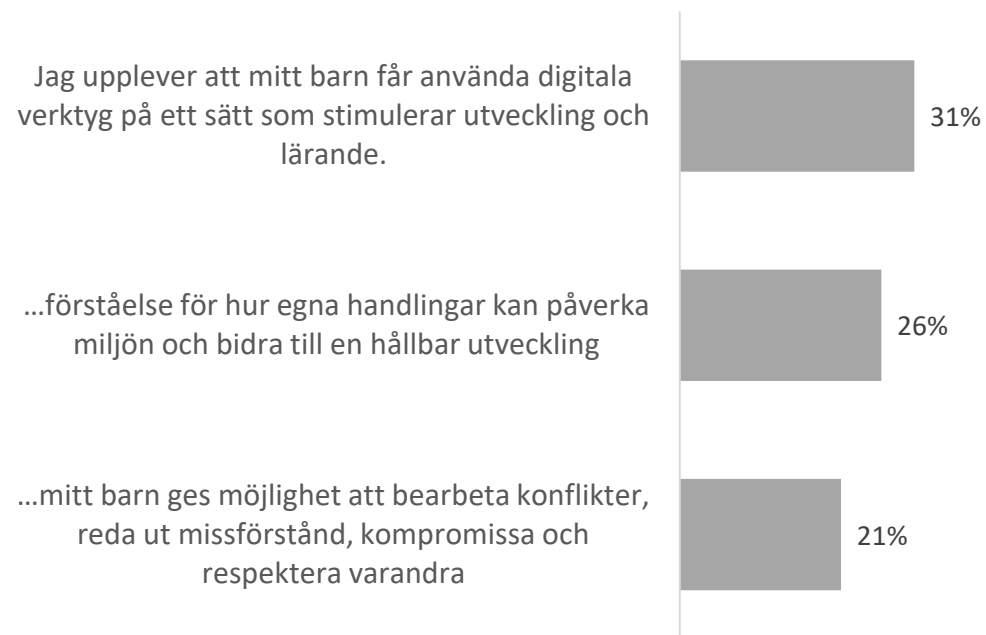 Jag upplever att mitt barn får använda digitala
verktyg på ett sätt som stimulerar utveckling och
lärande.
31%
...förståelse för hur egna handlingar kan påverka
miljön och bidra till en hållbar utveckling
26%
...mitt barn ges möjlighet att bearbeta konflikter,
reda ut missförstånd, kompromissa och
respektera varandra
21%